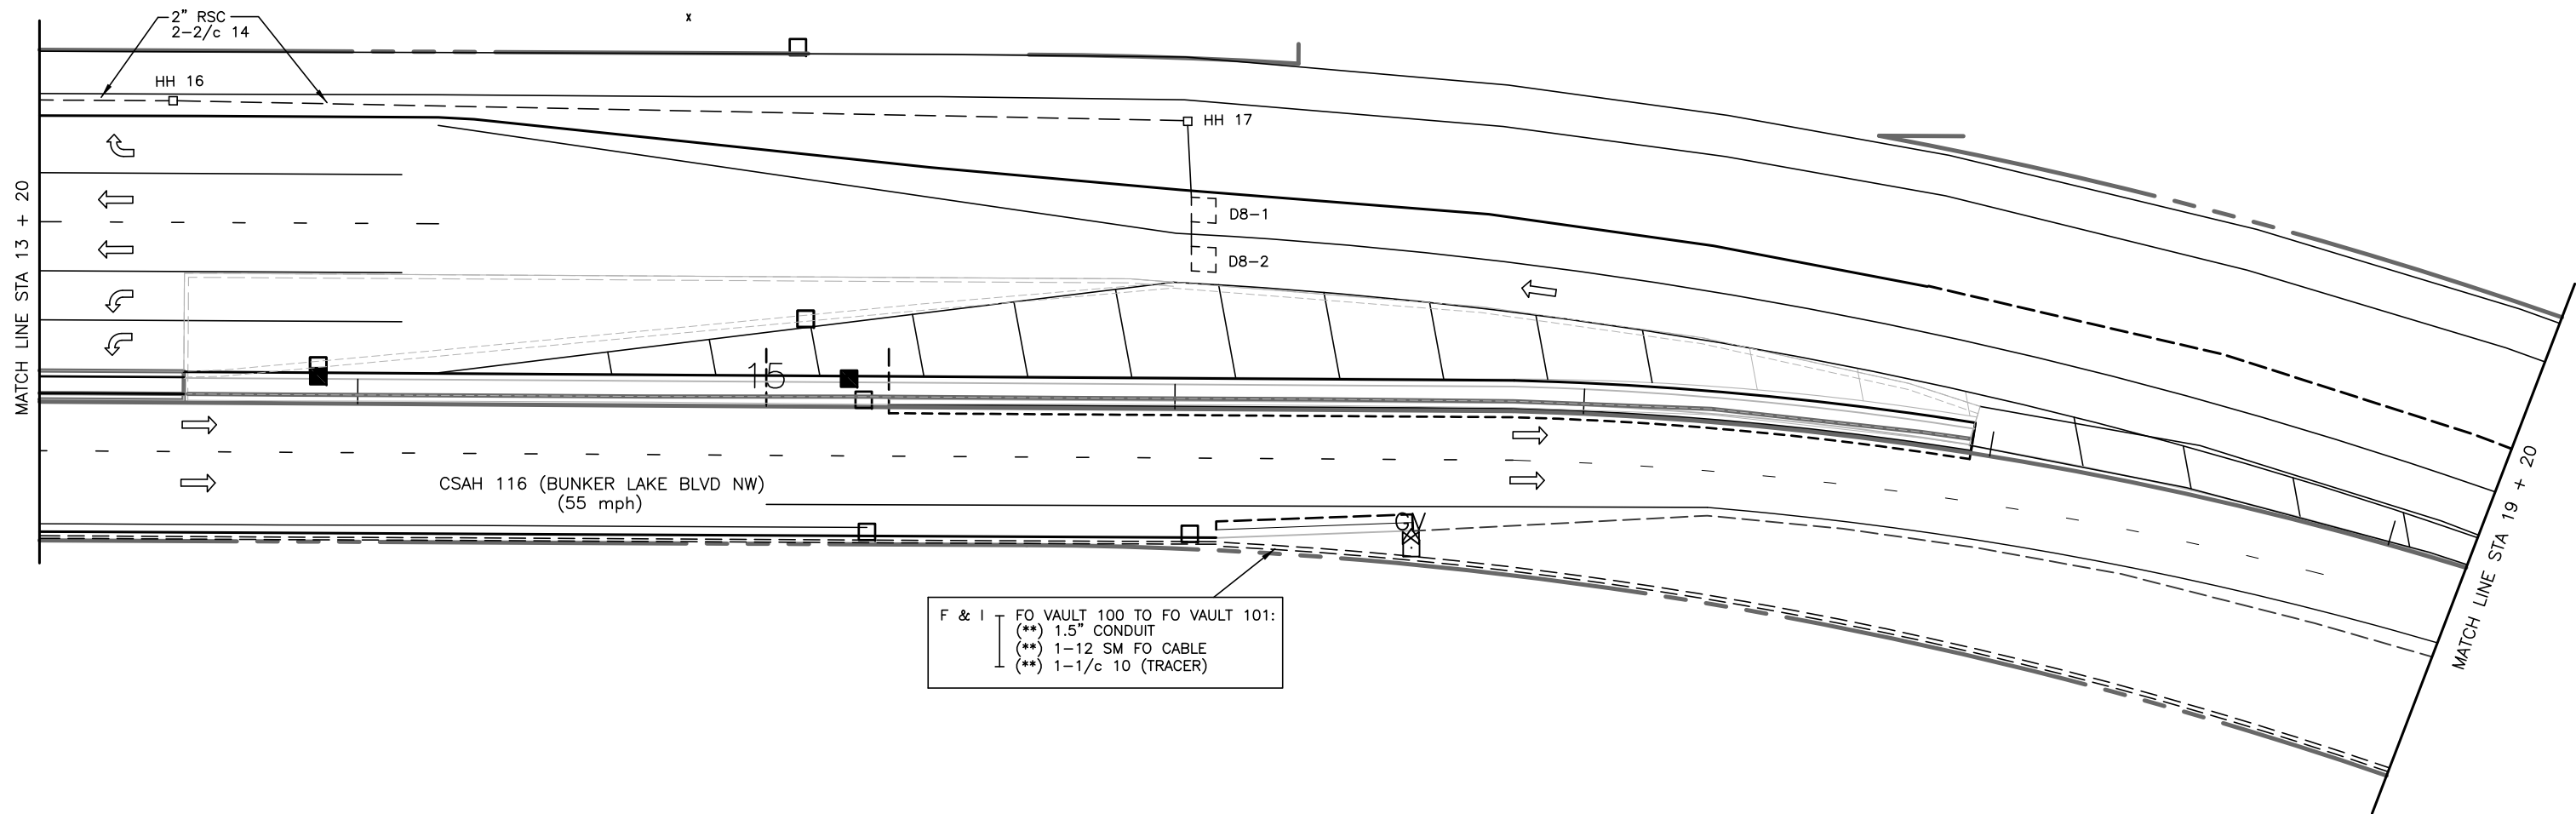 2" RSC
2-2/c 14
x
HH 16
HH 17
D8-1
D8-2
MATCH LINE STA 13 + 20
15
CSAH 116 (BUNKER LAKE BLVD NW)
(55 mph)
GV
F & I
FO VAULT 100 TO FO VAULT 101:
(**) 1.5" CONDUIT
(**) 1-12 SM FO CABLE
(**) 1-1/c 10 (TRACER)
MATCH LINE STA 19 + 20